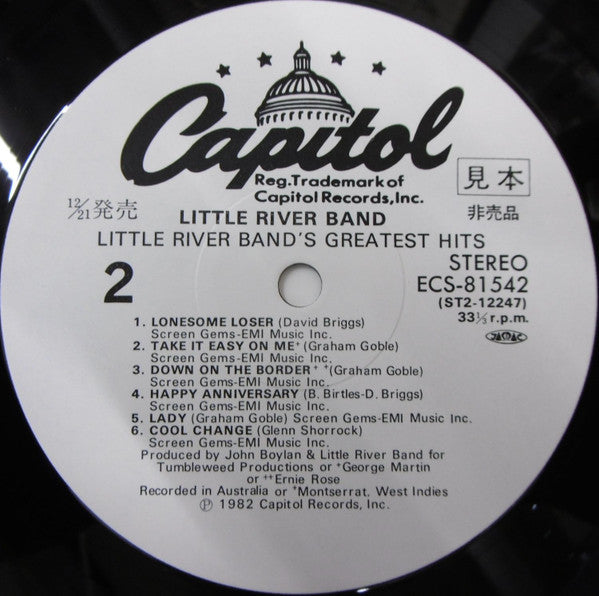 Capitol
Reg.Trademark of
Capitol Records,Inc.
見本
12/21発売
非売品
LITTLE RIVER BAND
LITTLE RIVER BAND'S GREATEST HITS
2
STEREO
ECS-81542
(ST2-12247)
33⅓ r.p.m.
JASRAC
1. LONESOME LOSER (David Briggs)
Screen Gems-EMI Music Inc.
2. TAKE IT EASY ON ME+ (Graham Goble)
Screen Gems-EMI Music Inc.
3. DOWN ON THE BORDER+ +(Graham Goble)
Screen Gems-EMI Music Inc.
4. HAPPY ANNIVERSARY (B. Birtles-D. Briggs)
Screen Gems-EMI Music Inc.
5. LADY (Graham Goble) Screen Gems-EMI Music Inc.
6. COOL CHANGE (Glenn Shorrock)
Screen Gems-EMI Music Inc.
Produced by John Boylan & Little River Band for
Tumbleweed Productions or +George Martin
or ++Ernie Rose
Recorded in Australia or +Montserrat, West Indies
Ⓟ 1982 Capitol Records, Inc.